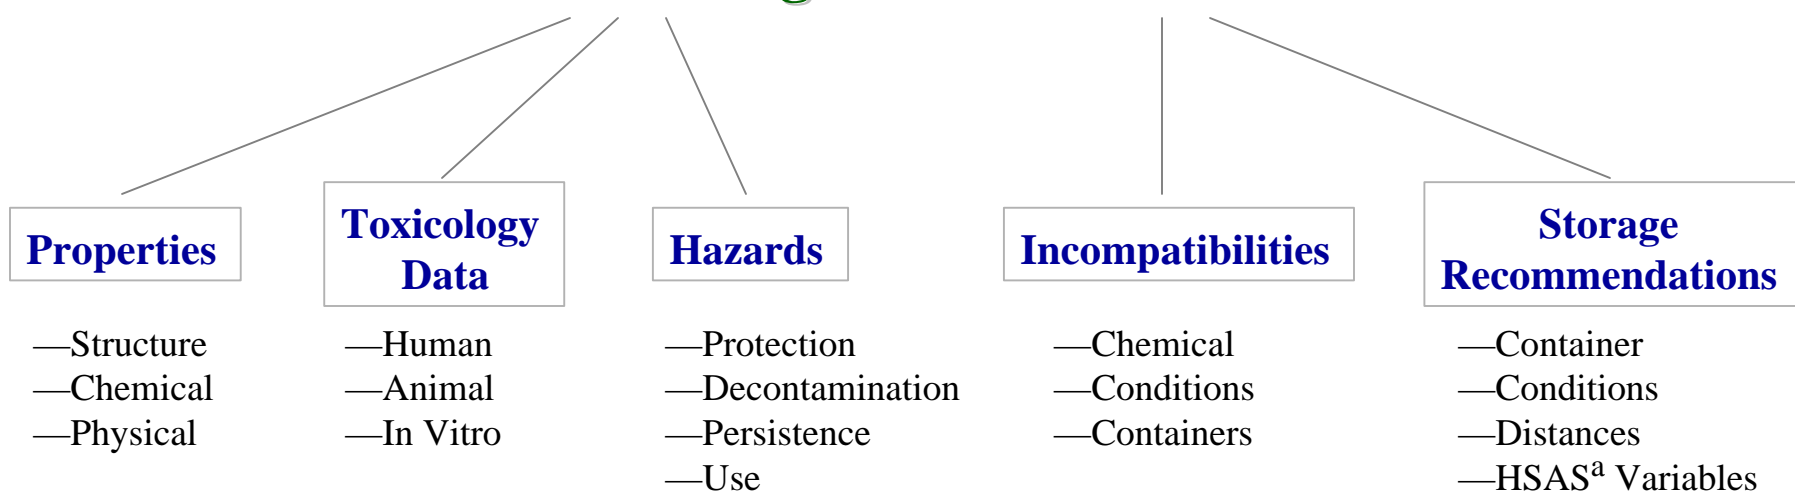 Properties
Toxicology
Data
Hazards
Incompatibilities
Storage
Recommendations
—Structure
—Chemical
—Physical
—Human
—Animal
—In Vitro
—Protection
—Decontamination
—Persistence
—Use
—Chemical
—Conditions
—Containers
—Container
—Conditions
—Distances
—HSASª Variables